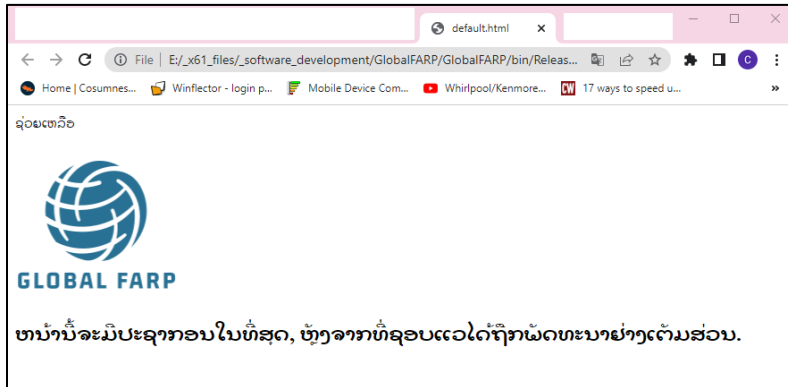 default.html
File | E:/_x61_files/_software_development/GlobalFARP/GlobalFARP/bin/Releas...
Home | Cosumnes... Winflector - login p... Mobile Device Com... Whirlpool/Kenmore... CW 17 ways to speed u... »
ຊ່ວຍເຫລືອ
GLOBAL FARP
ຫນ້ານີ້ຈະມີປະຊາກອນໃນທີ່ສຸດ, ຫຼັງຈາກທີ່ຊອບແວໄດ້ຖືກພັດທະນາຢ່າງເຕັມສ່ວນ.